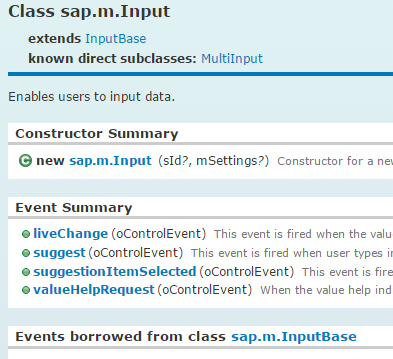 Class sap.m.Input
extends InputBase
known direct subclasses: MultiInput
Enables users to input data.
Constructor Summary
C new sap.m.Input (sId?, mSettings?) Constructor for a new
Event Summary
liveChange(oControlEvent) This event is fired when the value
suggest(oControlEvent) This event is fired when user types in
suggestionItemSelected(oControlEvent) This event is fire
valueHelpRequest(oControlEvent) When the value help ind
Events borrowed from class sap.m.InputBase